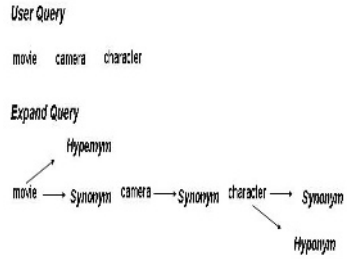 User Query
movie camera character
Expand Query
Hypernym
movie Synonym camera Synonym character Synonym
Hyponym